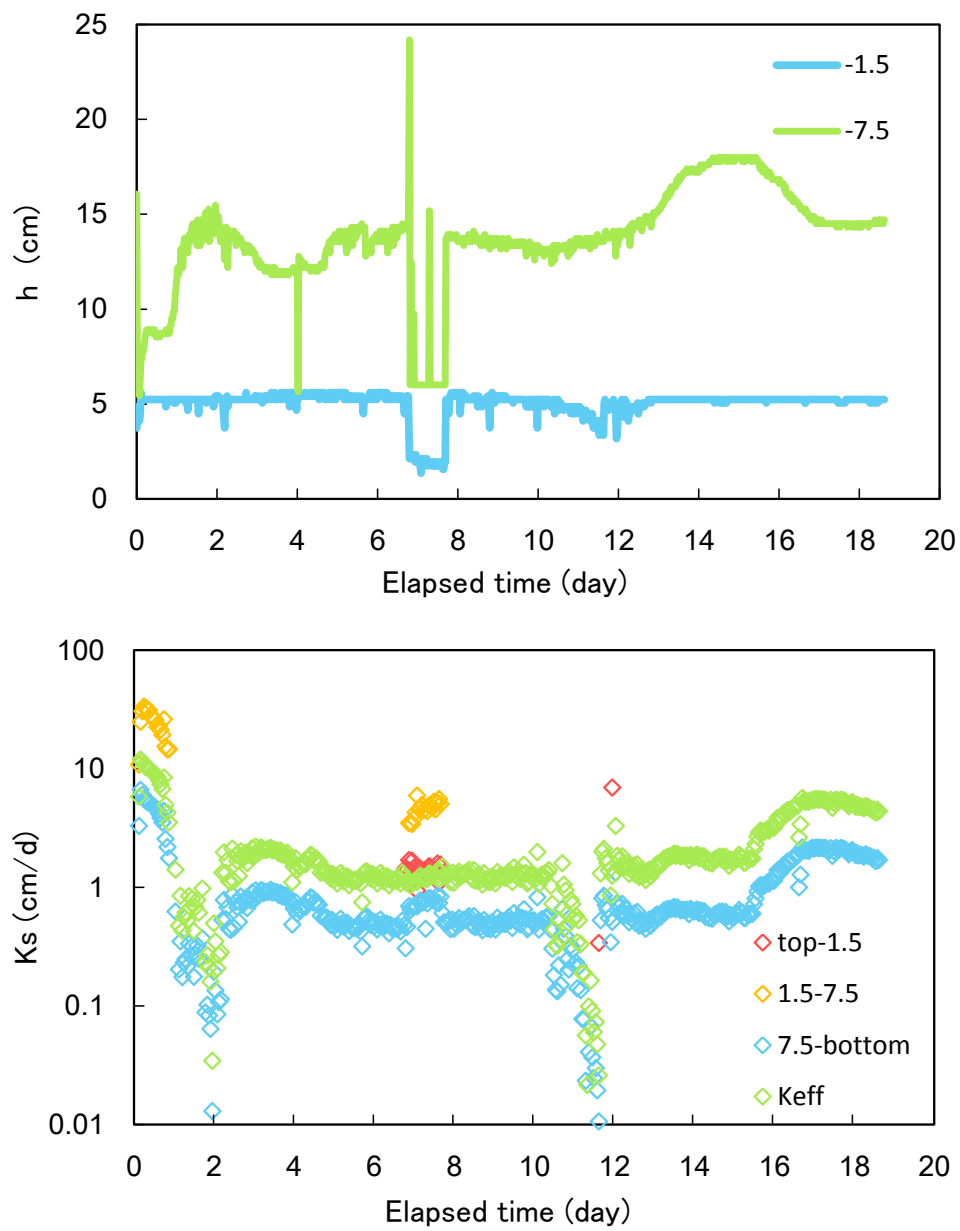 25
20
15
10
5
0
h (cm)
-1.5
-7.5
0 2 4 6 8 10 12 14 16 18 20
Elapsed time (day)
100
10
1
0.1
0.01
Ks (cm/d)
top-1.5
1.5-7.5
7.5-bottom
Keff
0 2 4 6 8 10 12 14 16 18 20
Elapsed time (day)